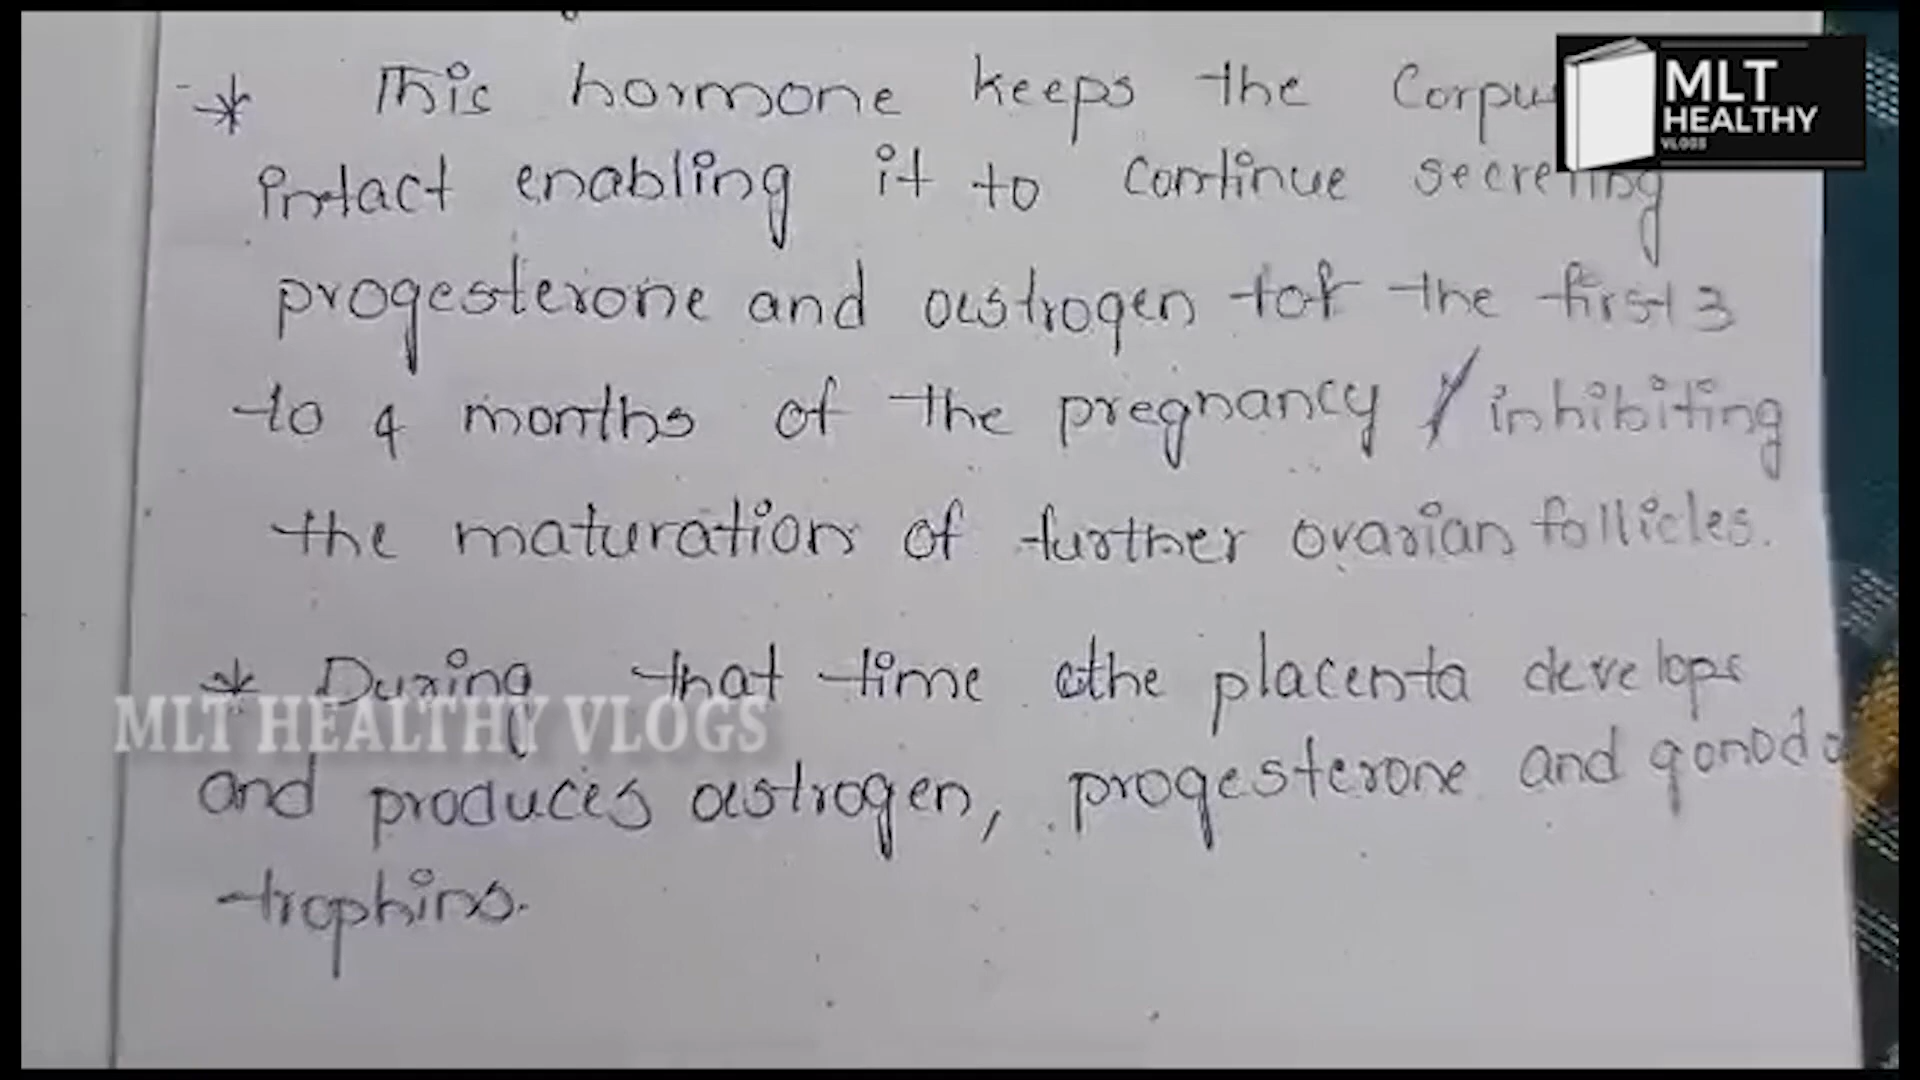 * This hormone keeps the Corpus
intact enabling it to continue secreting
progesterone and oestrogen for the first 3
to 4 months of the pregnancy / inhibiting
the maturation of further ovarian follicles.
* During that time the placenta develops
and produces oestrogen, progesterone and gonado
trophins.
MLT
HEALTHY
VLOGS
MLT HEALTHY VLOGS